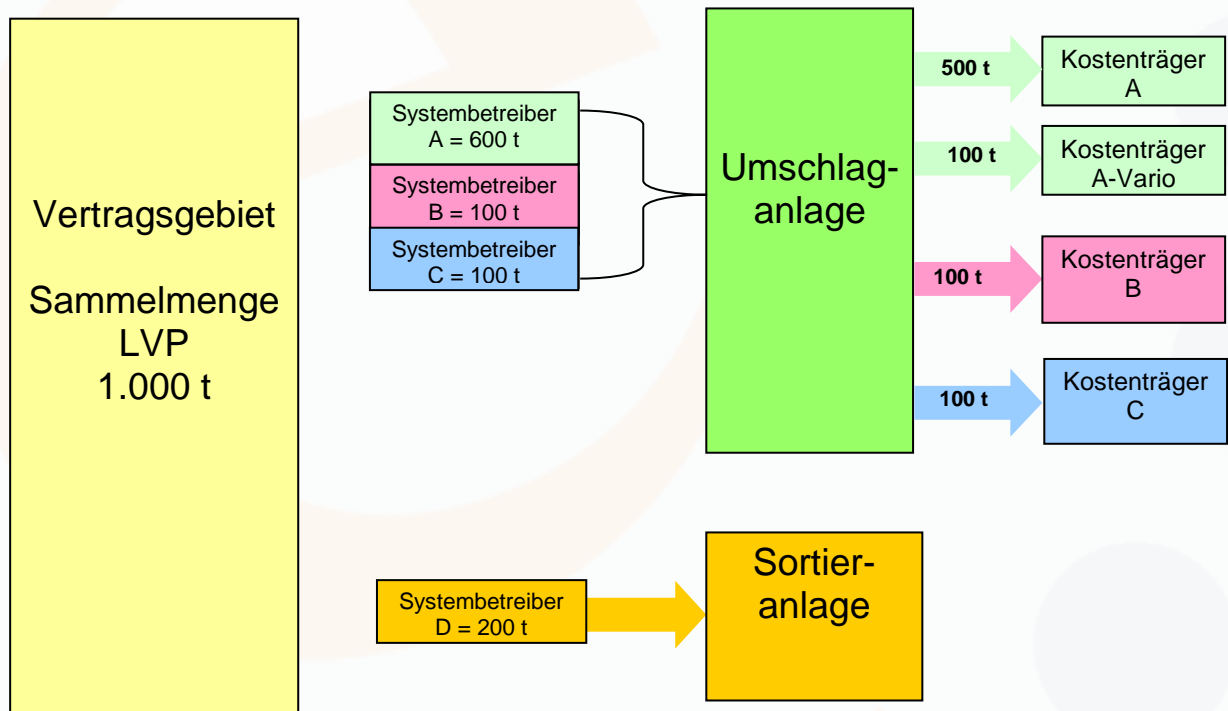 Vertragsgebiet
Sammelmenge
LVP
1.000 t
Systembetreiber
A = 600 t
Systembetreiber
B = 100 t
Systembetreiber
C = 100 t
Umschlag-
anlage
500 t
Kostenträger
A
100 t
Kostenträger
A-Vario
100 t
Kostenträger
B
100 t
Kostenträger
C
Systembetreiber
D = 200 t
Sortier-
anlage